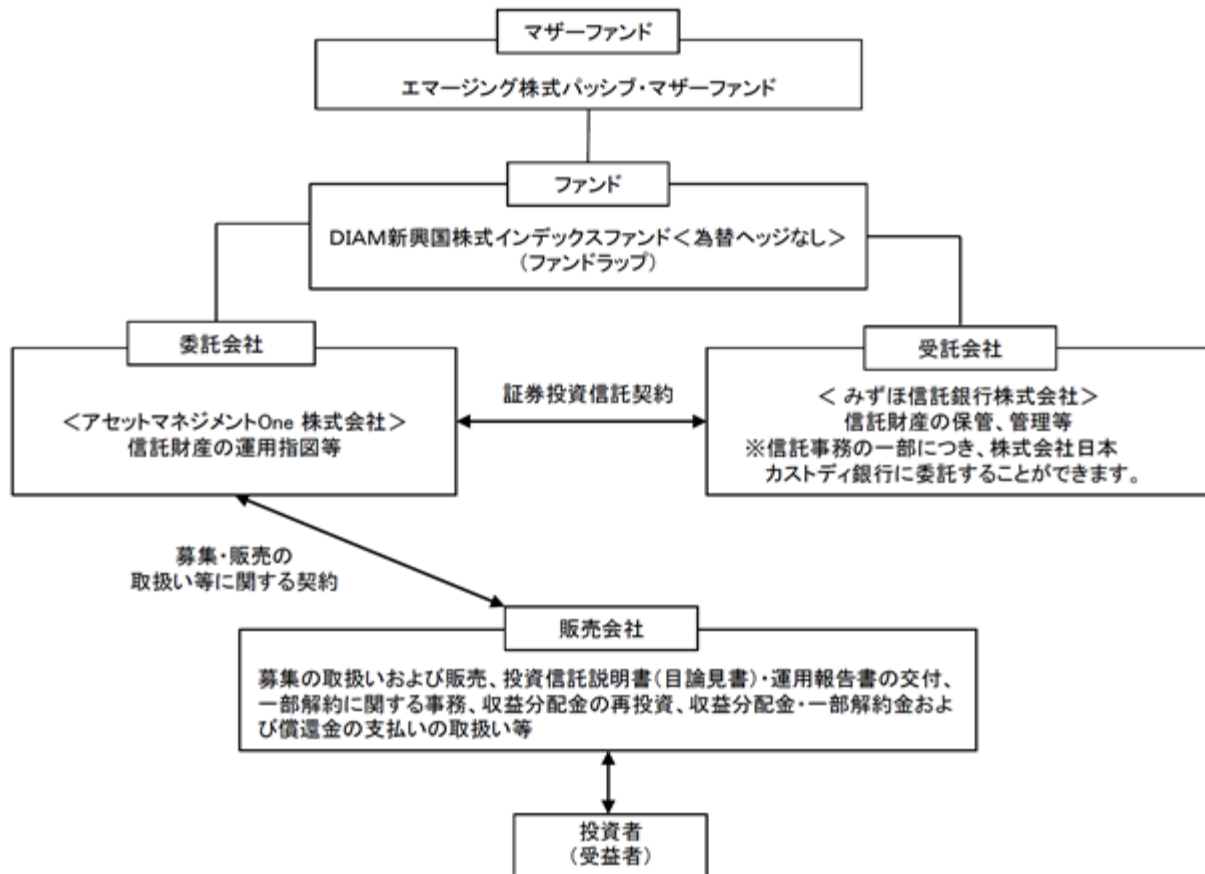 マザーファンド
エマージング株式パッシブ・マザーファンド
ファンド
DIAM新興国株式インデックスファンド＜為替ヘッジなし＞
（ファンドラップ）
委託会社
＜アセットマネジメントOne 株式会社＞
信託財産の運用指図等
証券投資信託契約
受託会社
＜ みずほ信託銀行株式会社＞
信託財産の保管、管理等
※信託事務の一部につき、株式会社日本
カストディ銀行に委託することができます。
募集・販売の
取扱い等に関する契約
販売会社
募集の取扱いおよび販売、投資信託説明書（目論見書）・運用報告書の交付、
一部解約に関する事務、収益分配金の再投資、収益分配金・一部解約金およ
び償還金の支払いの取扱い等
投資者
（受益者）